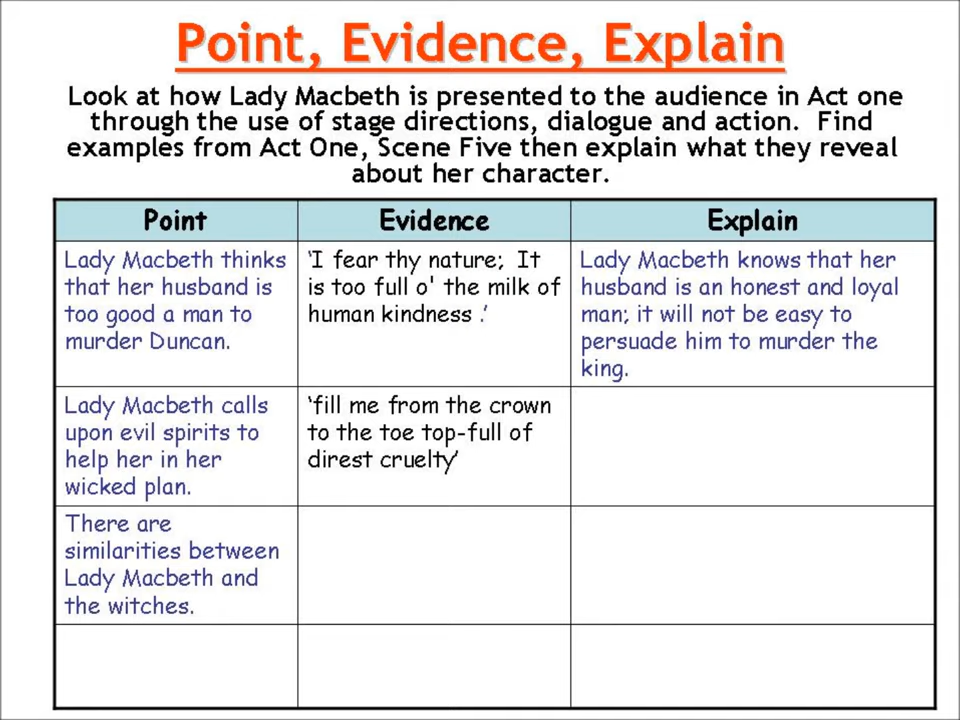 Point, Evidence, Explain
Look at how Lady Macbeth is presented to the audience in Act one
through the use of stage directions, dialogue and action.  Find
examples from Act One, Scene Five then explain what they reveal
about her character.
Point
Evidence
Explain
Lady Macbeth thinks
that her husband is
too good a man to
murder Duncan.
‘I fear thy nature;  It
is too full o' the milk of
human kindness .’
Lady Macbeth knows that her
husband is an honest and loyal
man; it will not be easy to
persuade him to murder the
king.
Lady Macbeth calls
upon evil spirits to
help her in her
wicked plan.
‘fill me from the crown
to the toe top-full of
direst cruelty’
There are
similarities between
Lady Macbeth and
the witches.